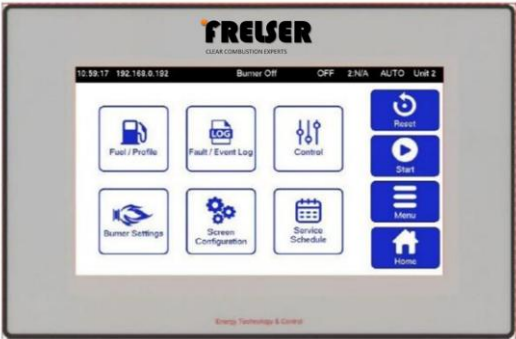 FRELSER
CLEAR COMBUSTION EXPERTS
10:59:17 192.168.0.192 Burner Off OFF 2:N/A AUTO Unit 2
Fuel / Profile
LOG
Fault / Event Log
Control
Reset
Start
Burner Settings
Screen
Configuration
Service
Schedule
Menu
Home
Energy Technology & Control